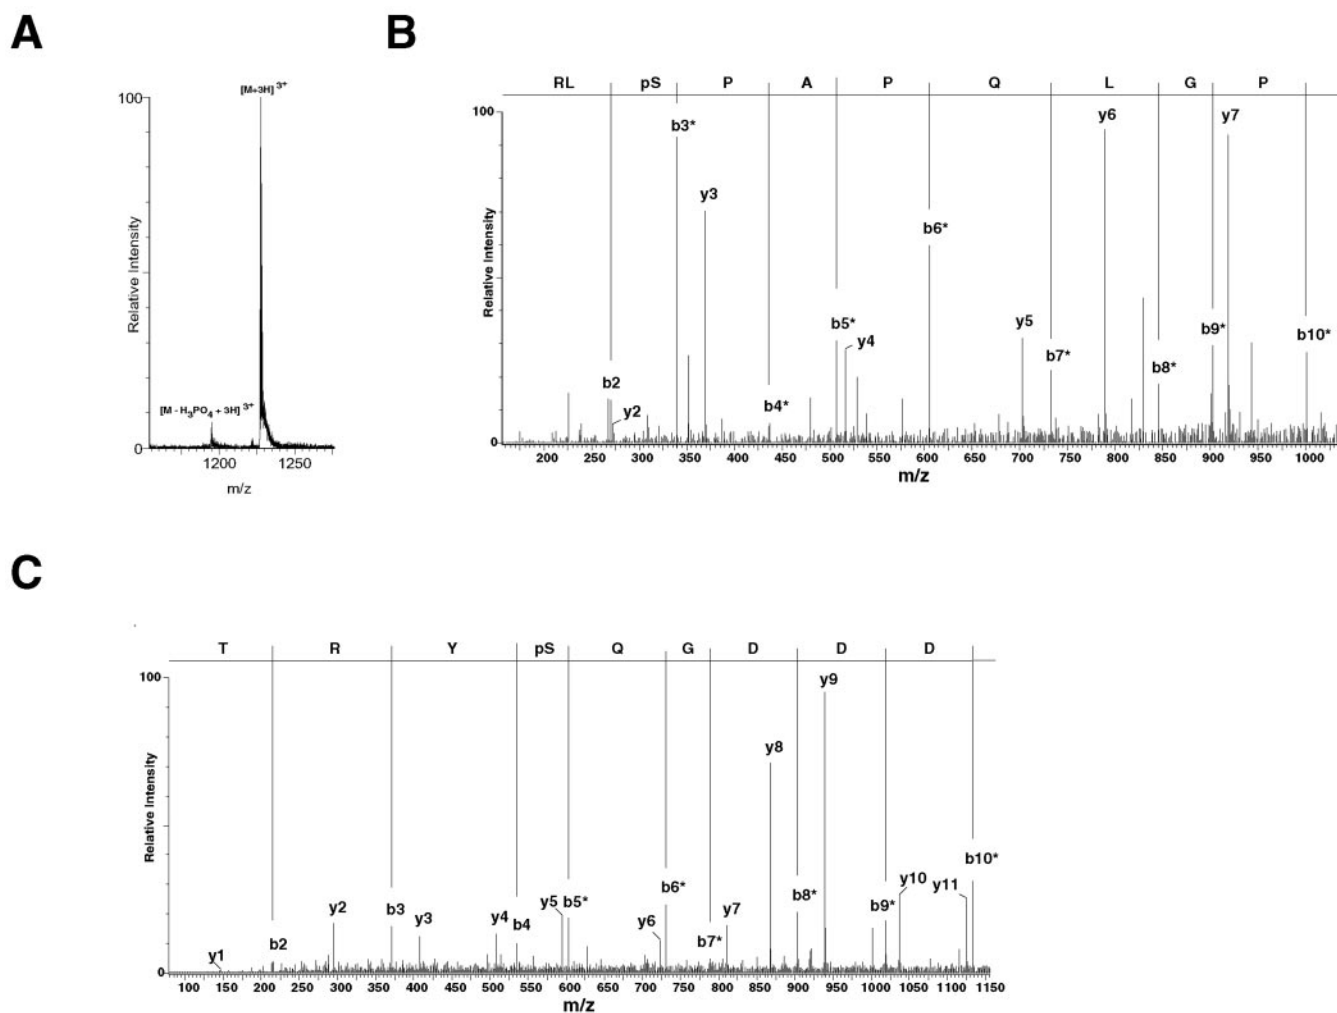 A
B
[M+3H] 3+
100
Relative Intensity
[M - H3PO4 + 3H] 3+
0
1200 1250
m/z
RL pS P A P Q L G P
100
b3*
y6
y7
y3
b6*
Relative Intensity
b5*
y4
y5
b7*
b9*
b10*
b2
y2
b4*
b8*
0
200 250 300 350 400 450 500 550 600 650 700 750 800 850 900 950 1000
m/z
C
T R Y pS Q G D D D
100
y9
y8
Relative Intensity
b10*
y2
b3
y3
y4
b4
y5
b5*
y6
b6*
b7*
y7
b8*
b9*
y10
y11
y1
b2
0
100 150 200 250 300 350 400 450 500 550 600 650 700 750 800 850 900 950 1000 1050 1100 1150
m/z